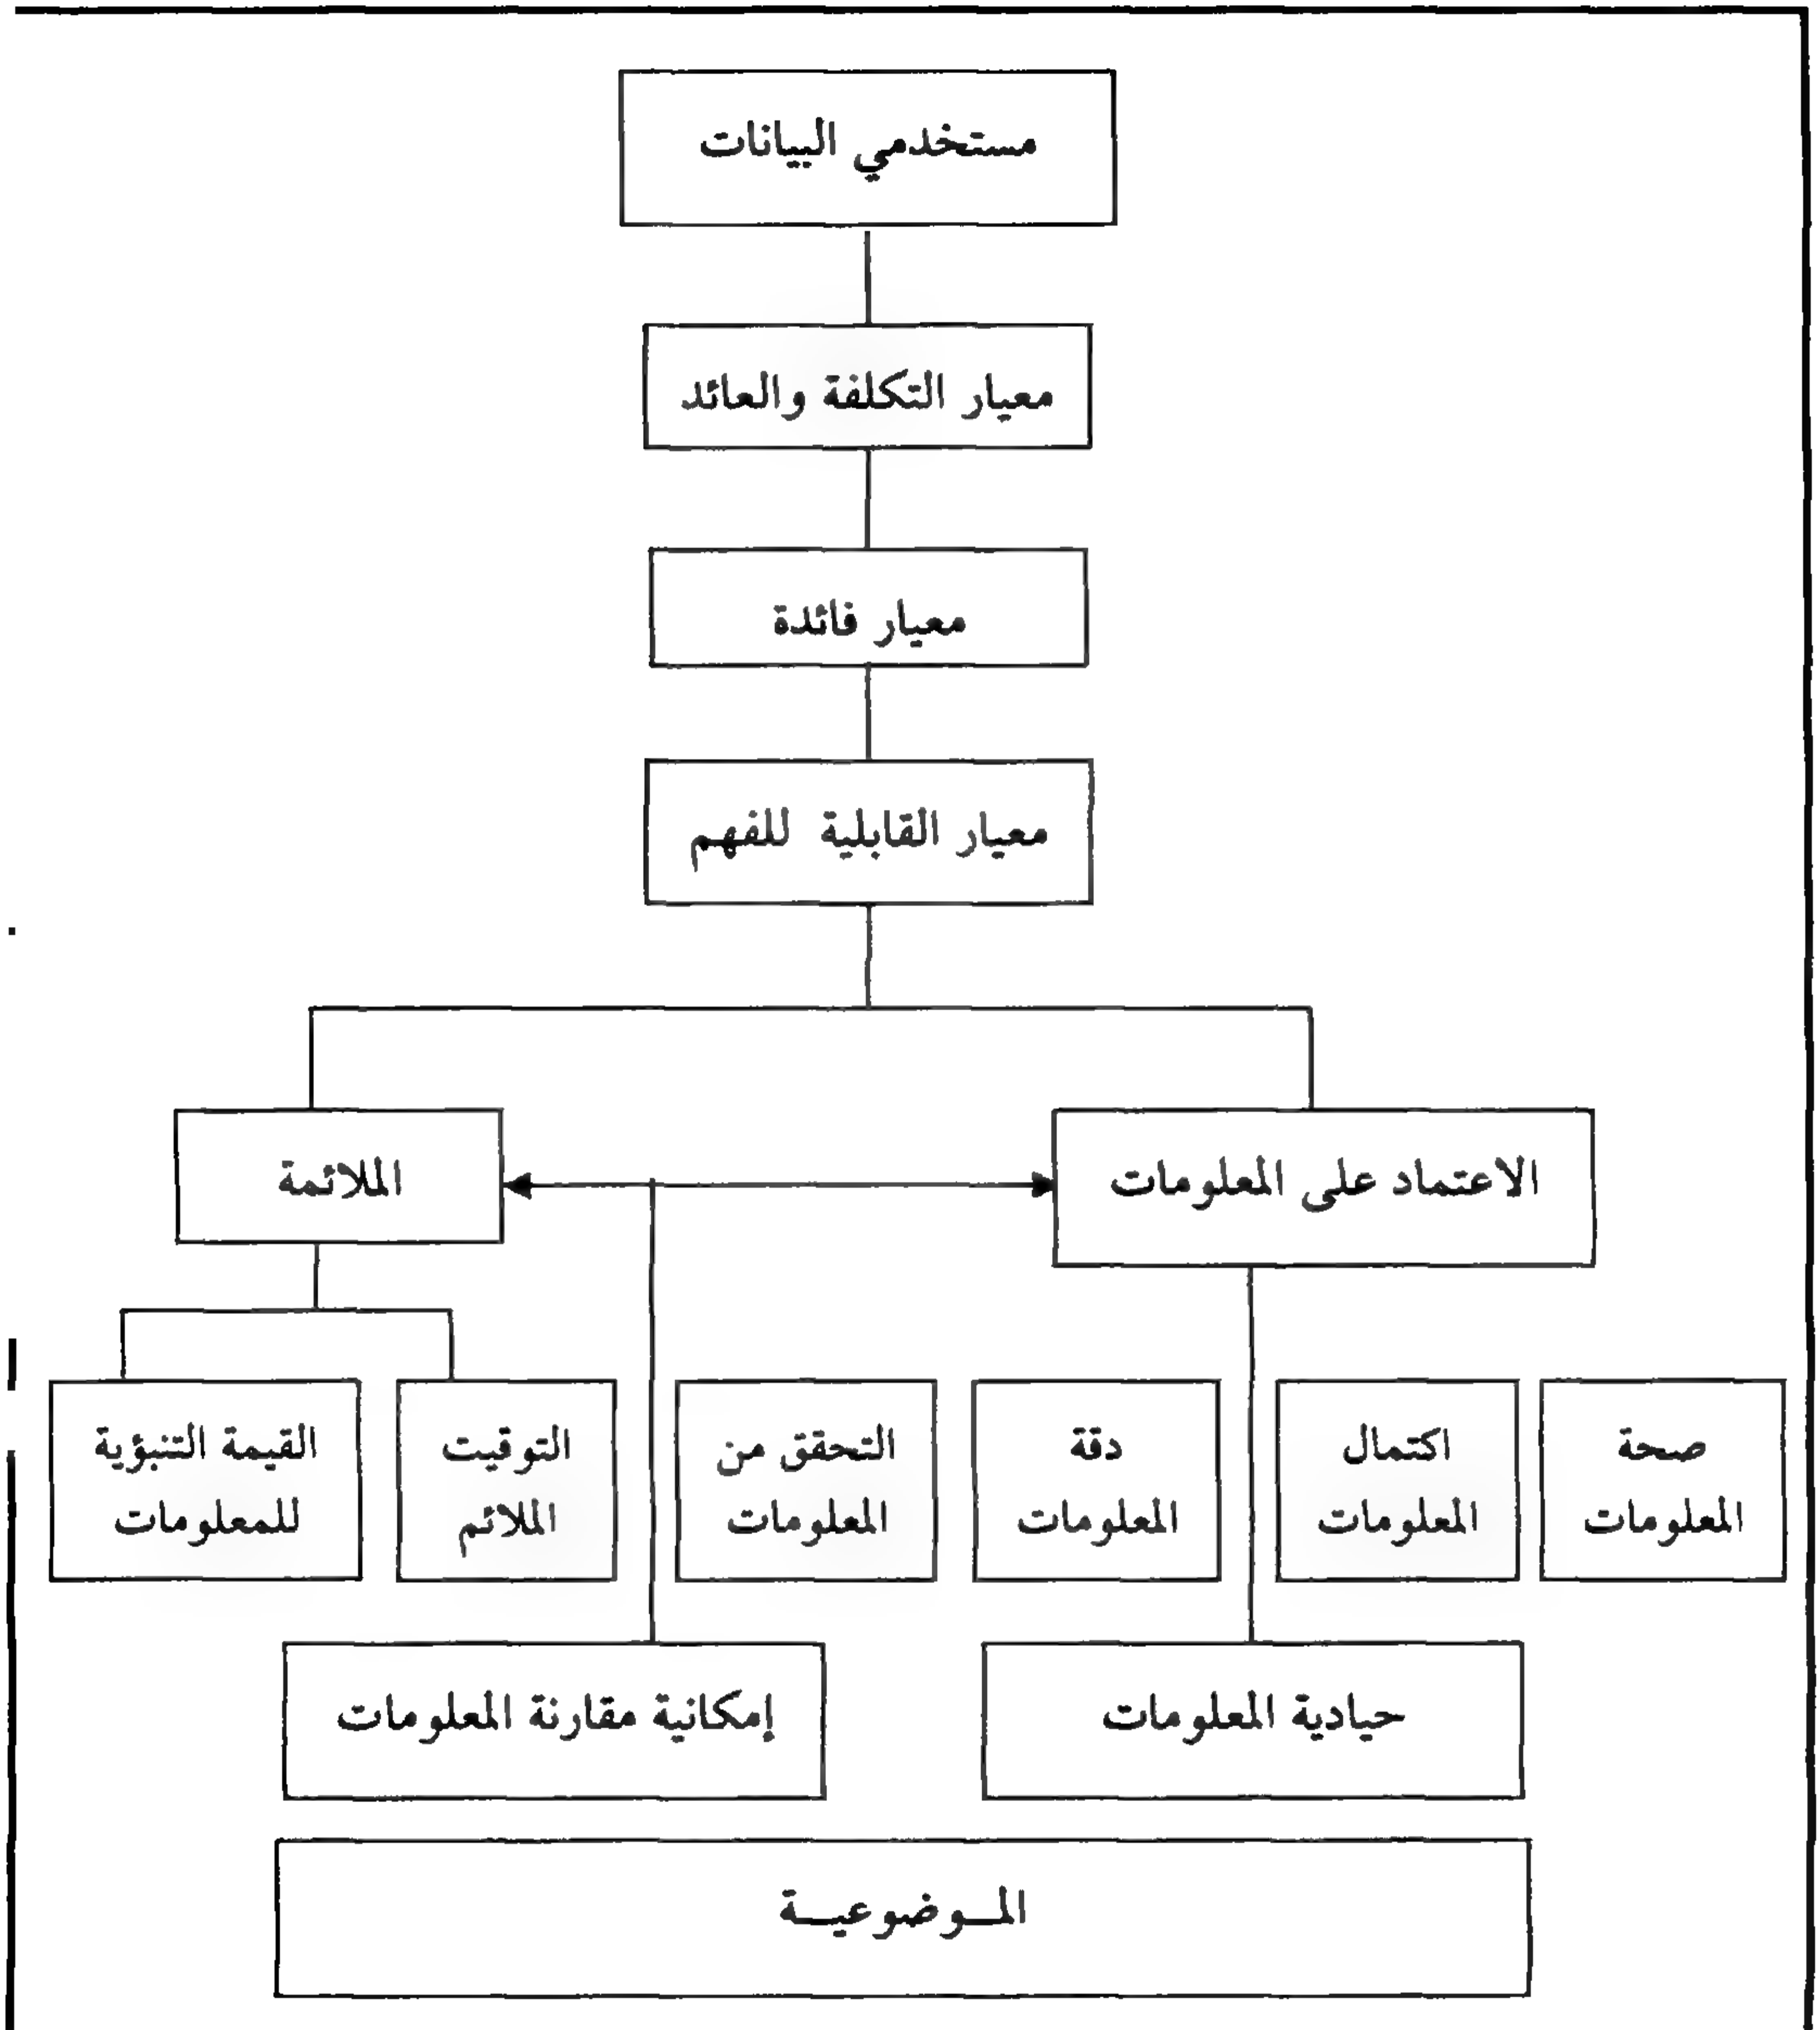 مستخدمي البيانات
معيار التكلفة والعائد
معيار فائدة
معيار القابلية للفهم
الاعتماد على المعلومات
الملائمة
صحة
المعلومات
اكتمال
المعلومات
دقة
المعلومات
التحقق من
المعلومات
التوقيت
الملائم
القيمة التنبؤية
للمعلومات
حيادية المعلومات
إمكانية مقارنة المعلومات
المـوضوعيـة